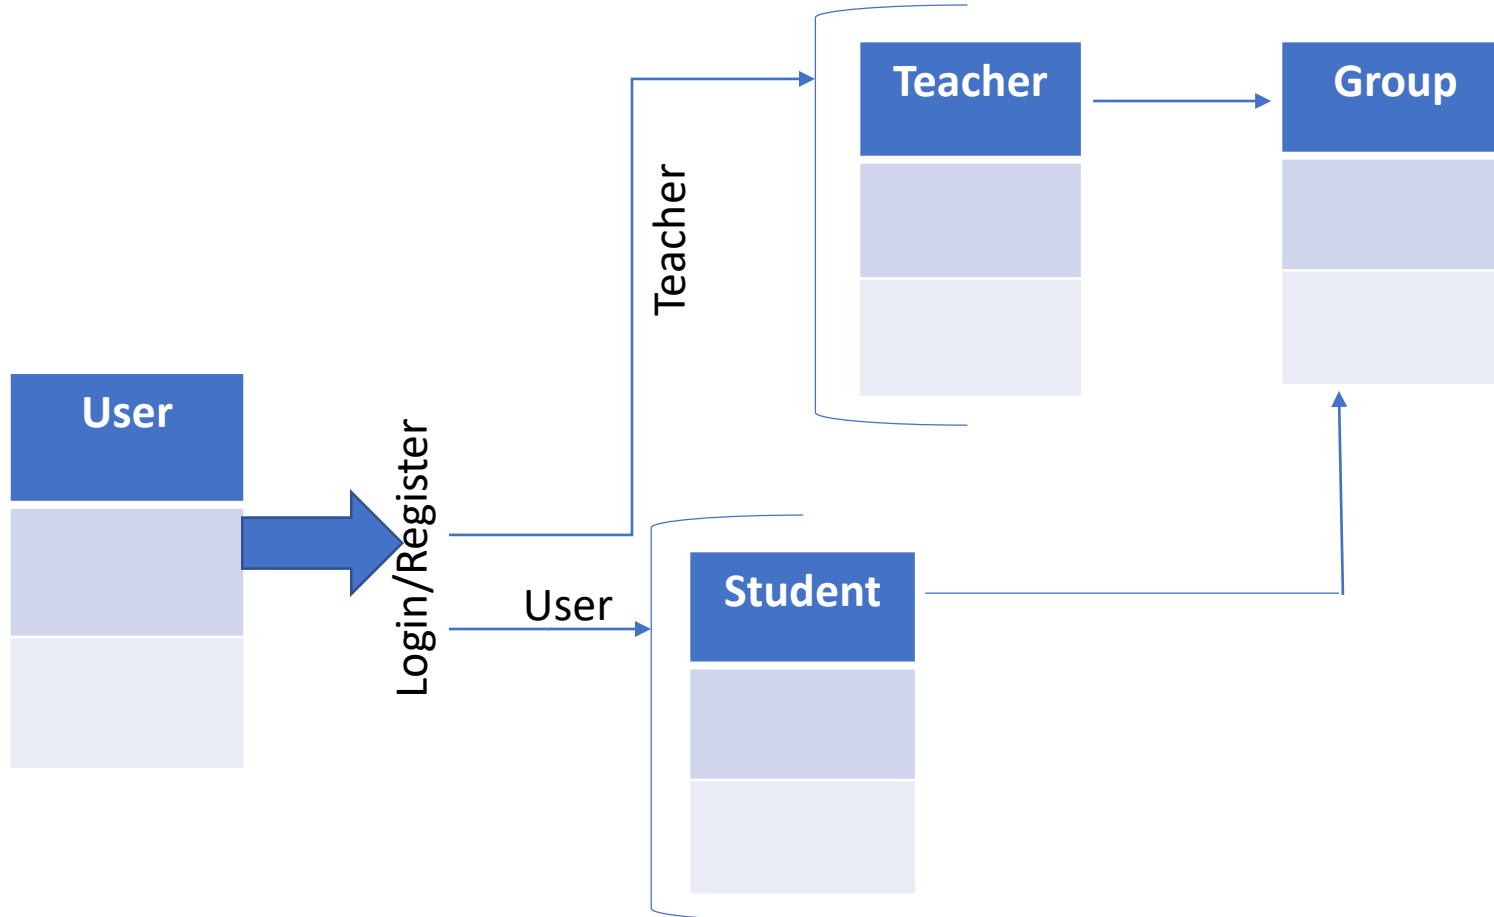 User
Login/Register
Teacher
User
Teacher
Student
Group